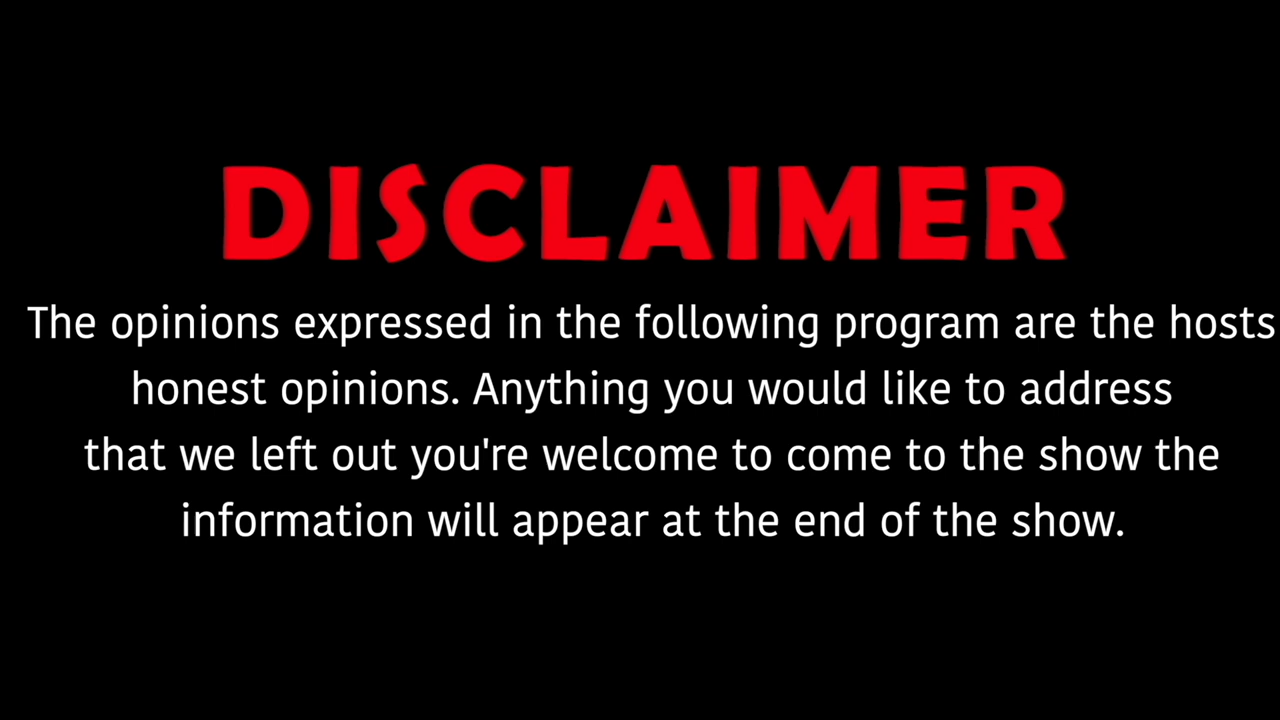 DISCLAIMER
The opinions expressed in the following program are the hosts
honest opinions. Anything you would like to address
that we left out you're welcome to come to the show the
information will appear at the end of the show.